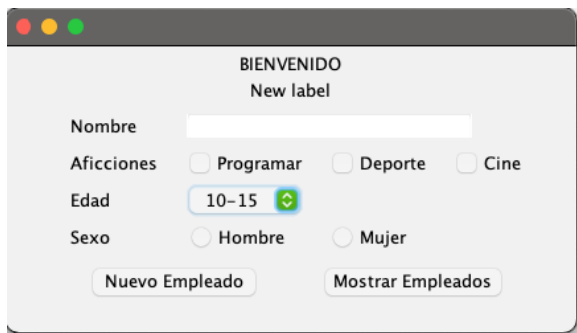 BIENVENIDO
New label
Nombre
Aficciones Programar Deporte Cine
Edad 10-15
Sexo Hombre Mujer
Nuevo Empleado Mostrar Empleados